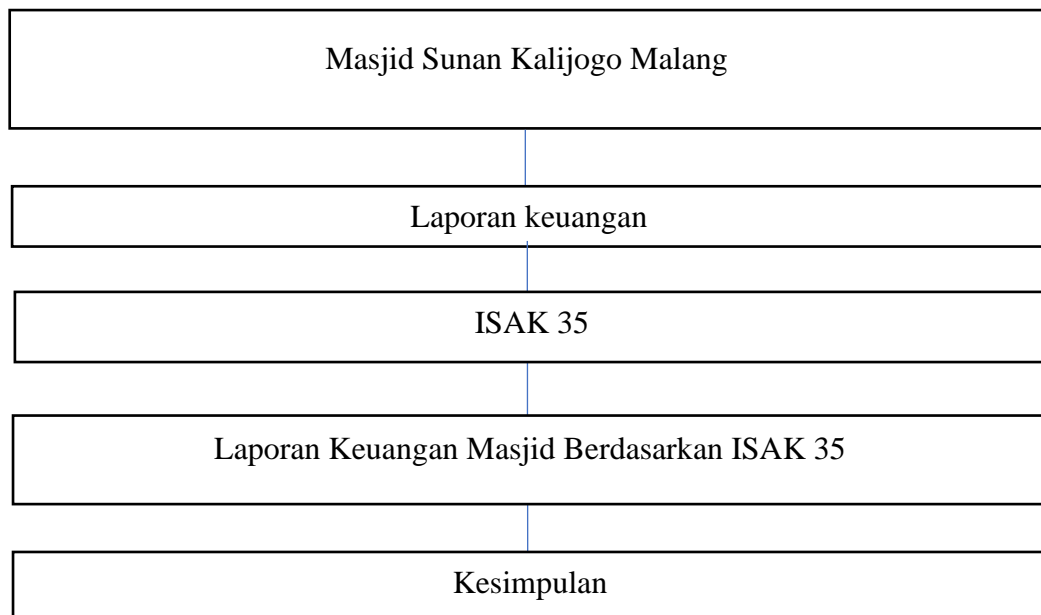 Masjid Sunan Kalijogo Malang
Laporan keuangan
ISAK 35
Laporan Keuangan Masjid Berdasarkan ISAK 35
Kesimpulan